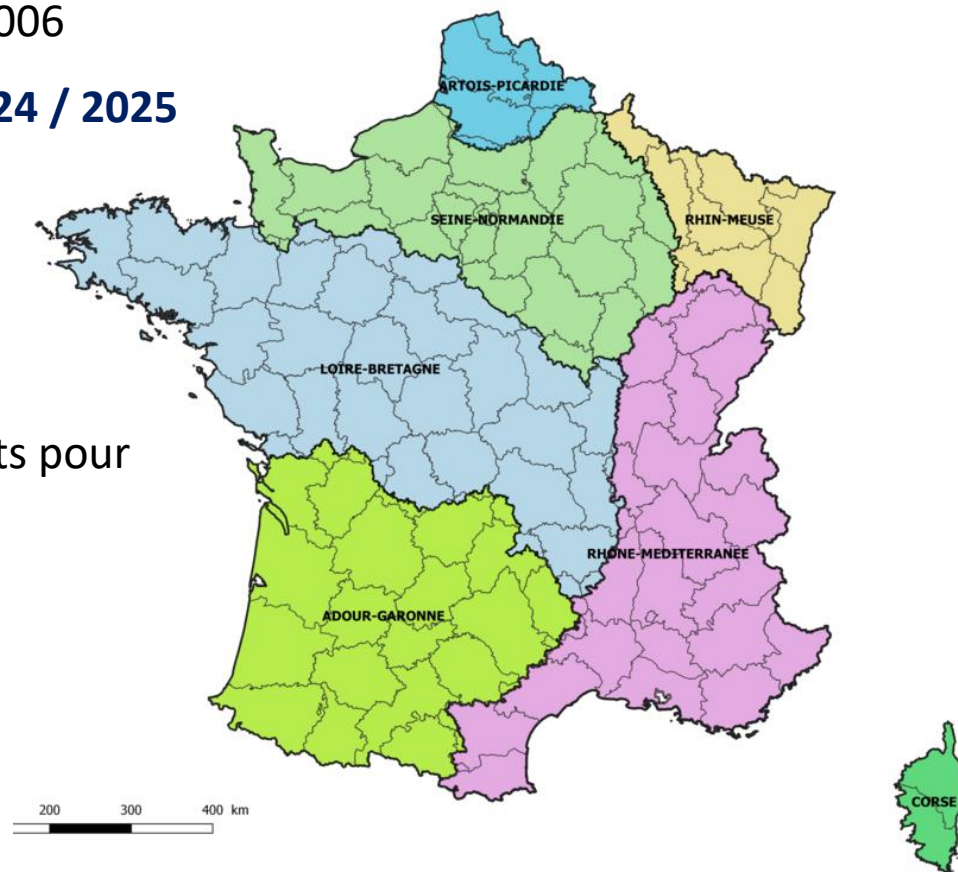 006
24 / 2025
ARTOIS-PICARDIE
SEINE-NORMANDIE
RHIN-MEUSE
LOIRE-BRETAGNE
ts pour
RHONE-MEDITERRANEE
ADOUR-GARONNE
200 300 400 km
CORSE